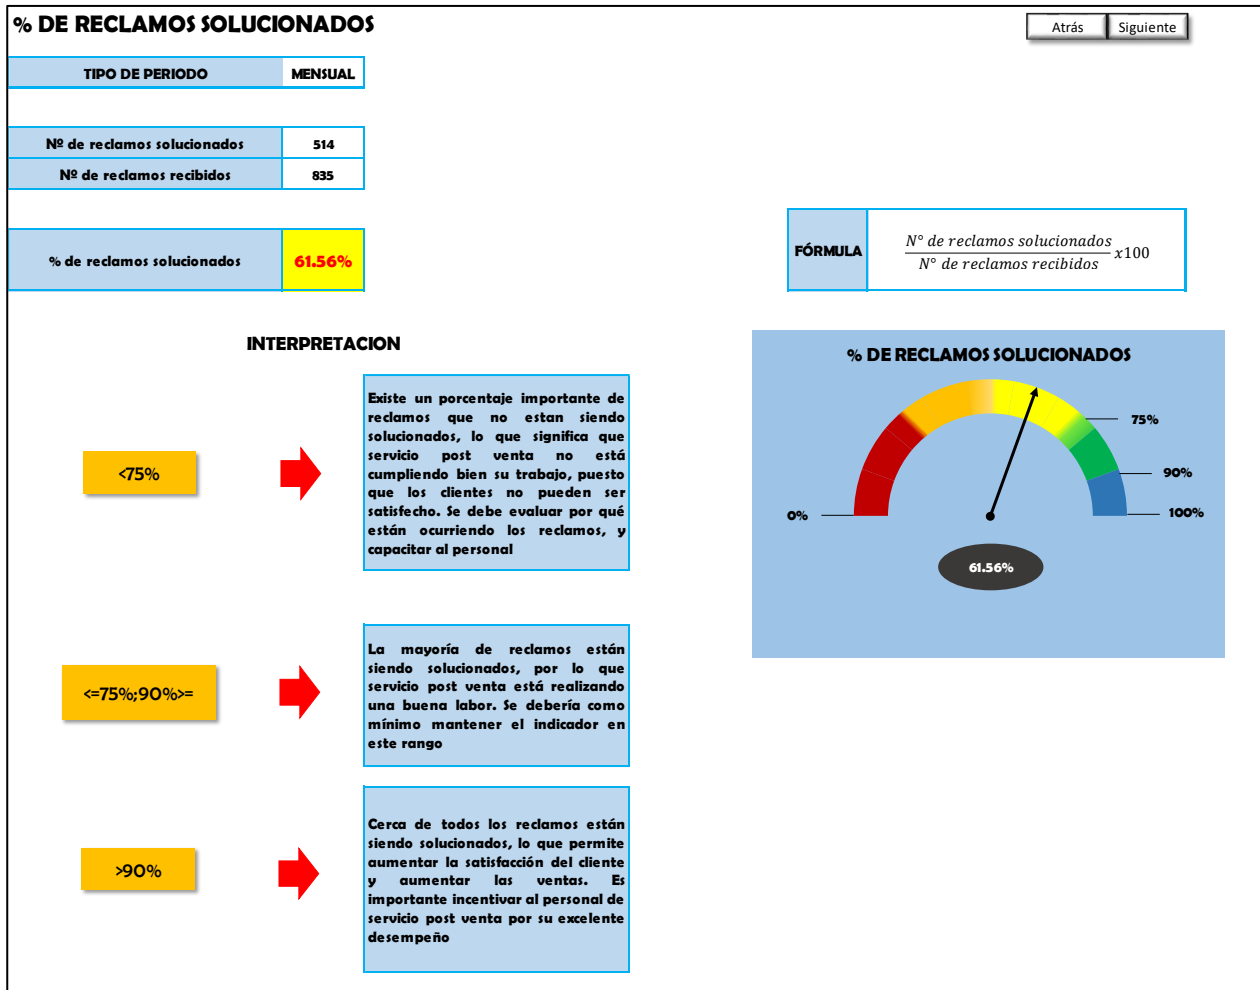 % DE RECLAMOS SOLUCIONADOS
Atrás
Siguiente
TIPO DE PERIODO
MENSUAL
Nº de reclamos solucionados
514
Nº de reclamos recibidos
835
% de reclamos solucionados
61.56%
FÓRMULA
N° de reclamos solucionados
N° de reclamos recibidos
x100
INTERPRETACION
<75%
Existe un porcentaje importante de
reclamos que no estan siendo
solucionados, lo que significa que
servicio post venta no está
cumpliendo bien su trabajo, puesto
que los clientes no pueden ser
satisfecho. Se debe evaluar por qué
están ocurriendo los reclamos, y
capacitar al personal
<=75%;90%>=
La mayoría de reclamos están
siendo solucionados, por lo que
servicio post venta está realizando
una buena labor. Se debería como
mínimo mantener el indicador en
este rango
>90%
Cerca de todos los reclamos están
siendo solucionados, lo que permite
aumentar la satisfacción del cliente
y aumentar las ventas. Es
importante incentivar al personal de
servicio post venta por su excelente
desempeño
% DE RECLAMOS SOLUCIONADOS
75%
90%
0%
100%
61.56%